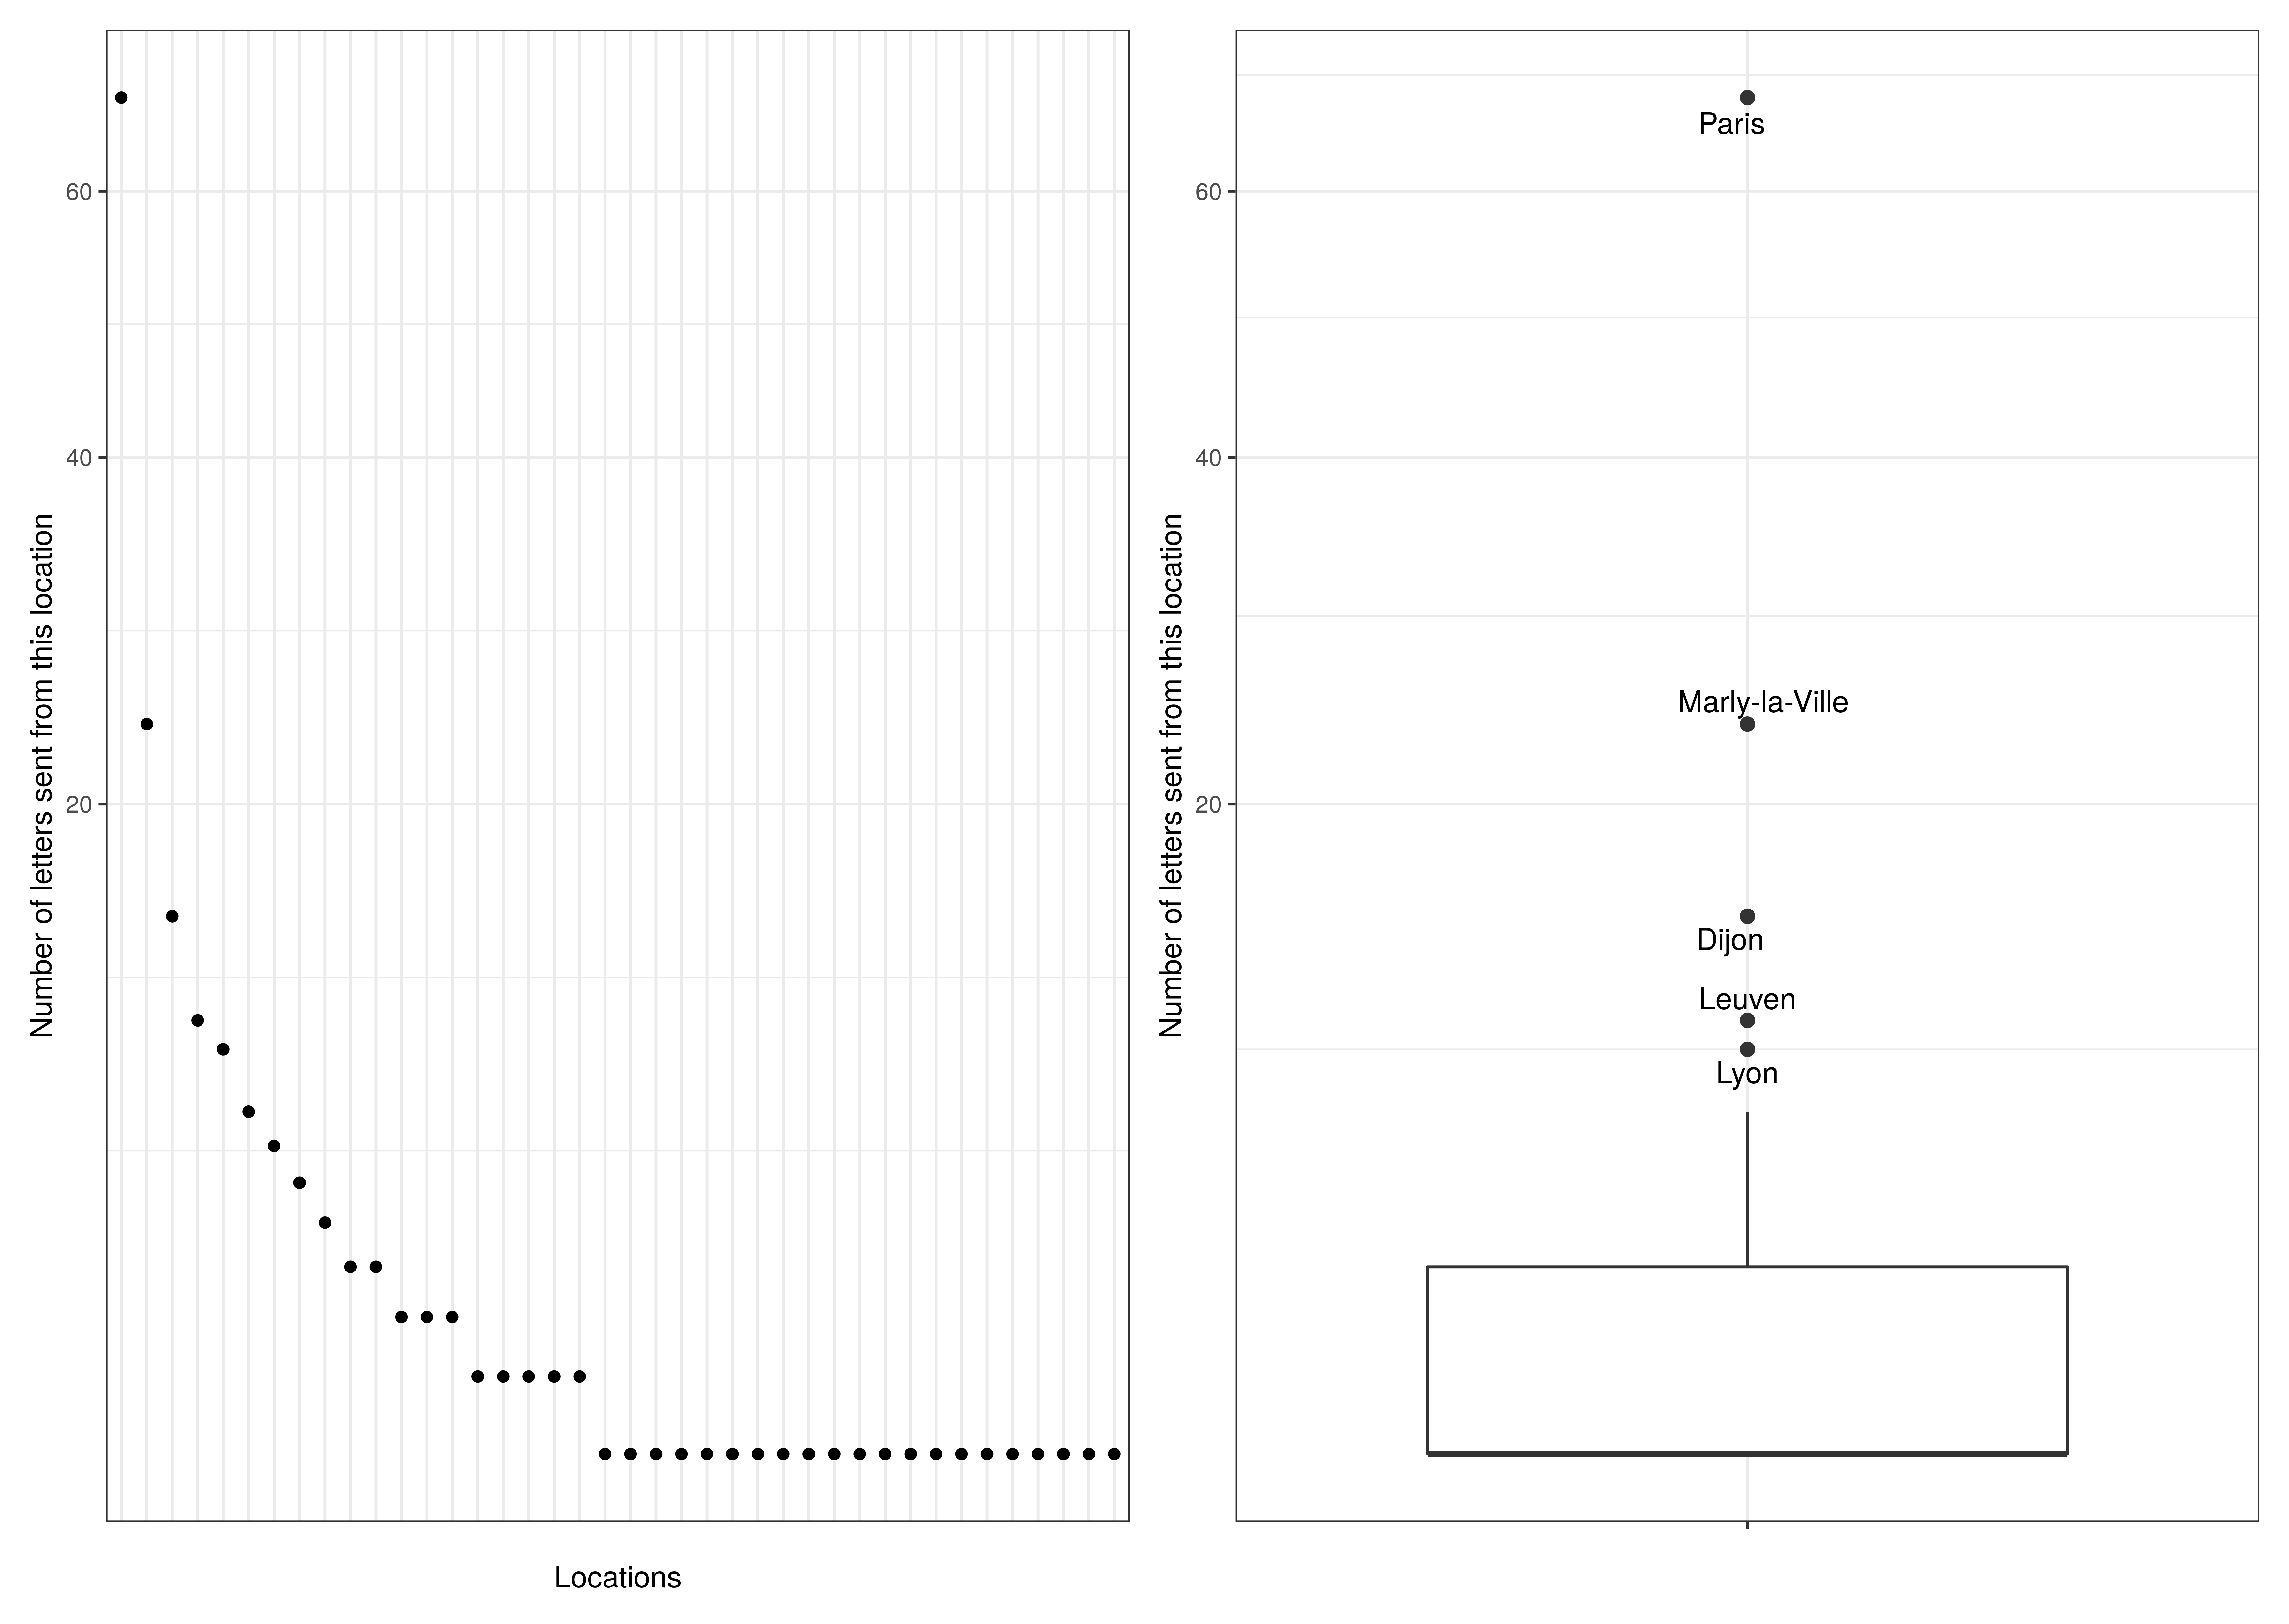 Number of letters sent from this location
60
40
20
Locations
Number of letters sent from this location
60
40
20
Paris
Marly-la-Ville
Dijon
Leuven
Lyon